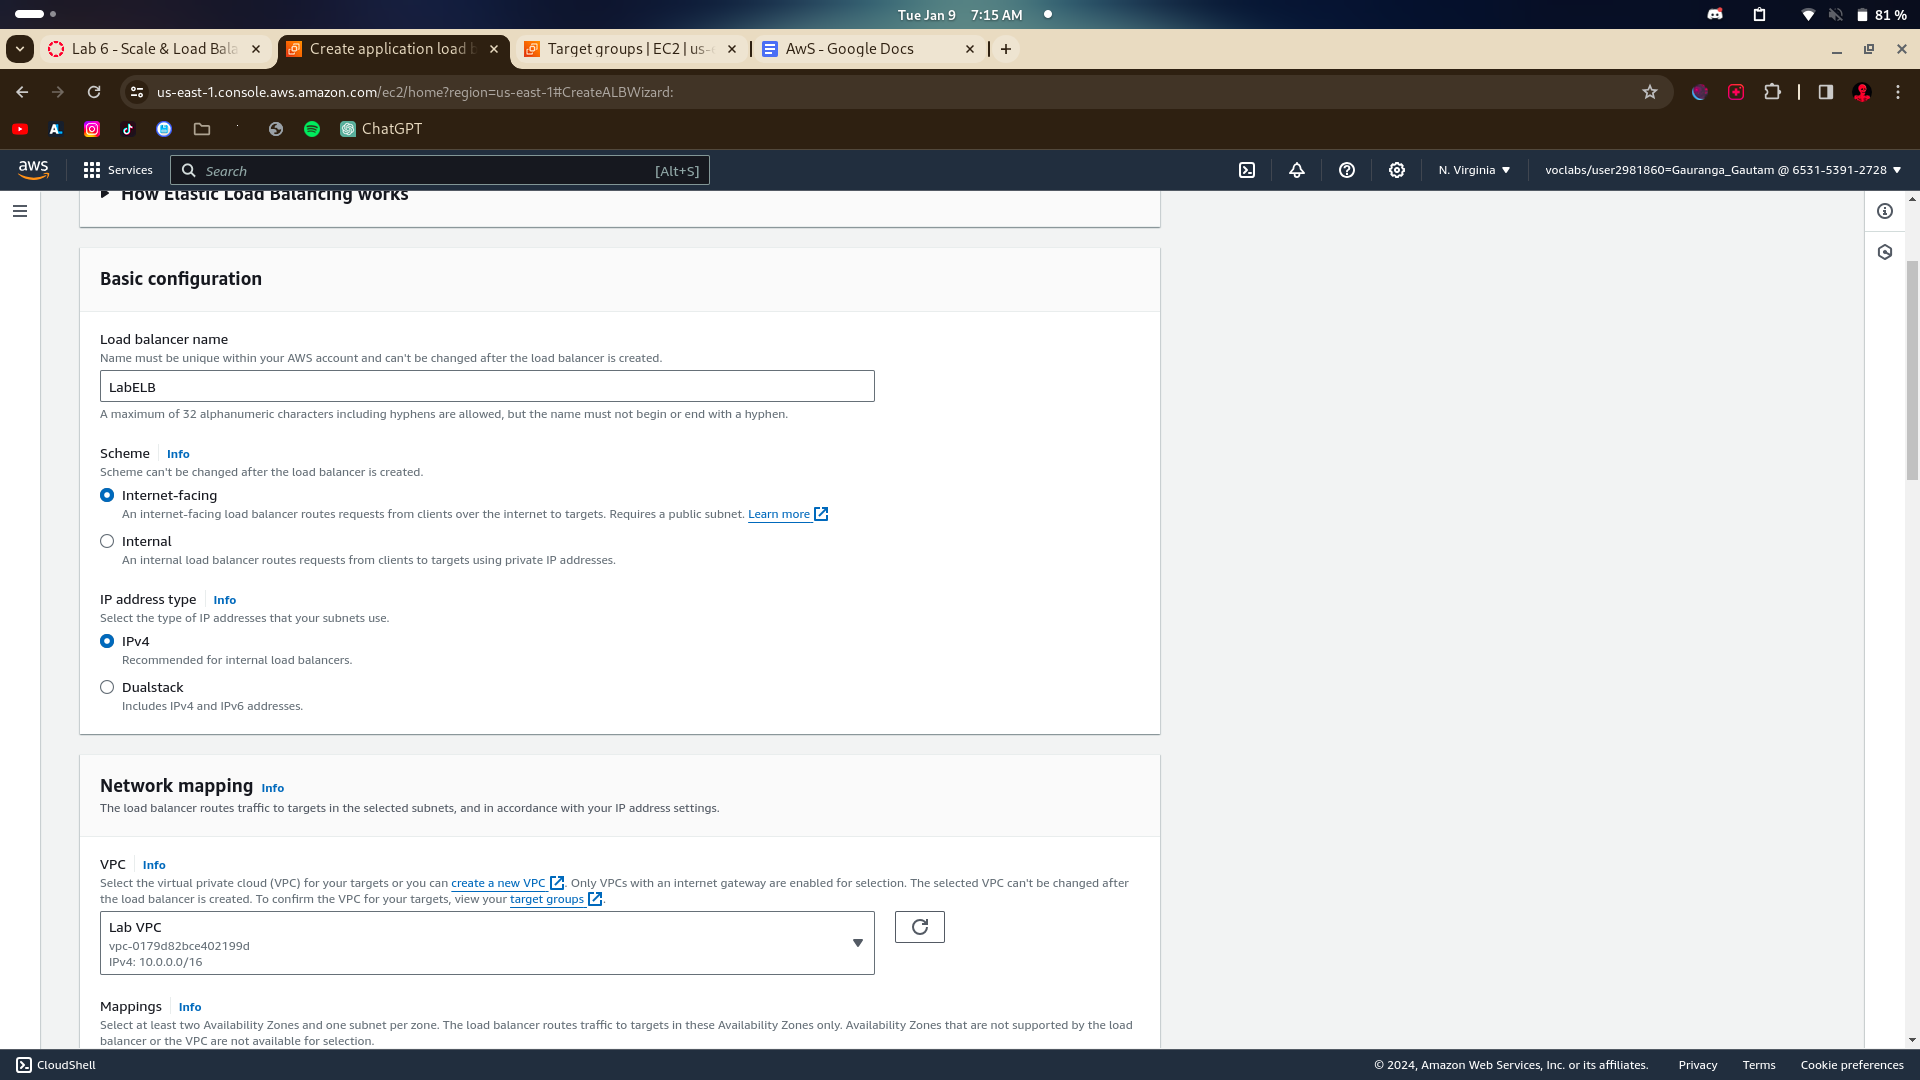 Tue Jan 9 7:15 AM
81 %
Lab 6 - Scale & Load Bala
Create application load b
Target groups | EC2 | us-e
AwS - Google Docs
us-east-1.console.aws.amazon.com/ec2/home?region=us-east-1#CreateALBWizard:
ChatGPT
aws
Services
Search
[Alt+S]
N. Virginia
voclabs/user2981860=Gauranga_Gautam @ 6531-5391-2728
How Elastic Load Balancing works
Basic configuration
Load balancer name
Name must be unique within your AWS account and can't be changed after the load balancer is created.
LabELB
A maximum of 32 alphanumeric characters including hyphens are allowed, but the name must not begin or end with a hyphen.
Scheme Info
Scheme can't be changed after the load balancer is created.
Internet-facing
An internet-facing load balancer routes requests from clients over the internet to targets. Requires a public subnet. Learn more
Internal
An internal load balancer routes requests from clients to targets using private IP addresses.
IP address type Info
Select the type of IP addresses that your subnets use.
IPv4
Recommended for internal load balancers.
Dualstack
Includes IPv4 and IPv6 addresses.
Network mapping Info
The load balancer routes traffic to targets in the selected subnets, and in accordance with your IP address settings.
VPC Info
Select the virtual private cloud (VPC) for your targets or you can create a new VPC. Only VPCs with an internet gateway are enabled for selection. The selected VPC can't be changed after
the load balancer is created. To confirm the VPC for your targets, view your target groups.
Lab VPC
vpc-0179d82bce402199d
IPv4: 10.0.0.0/16
Mappings Info
Select at least two Availability Zones and one subnet per zone. The load balancer routes traffic to targets in these Availability Zones only. Availability Zones that are not supported by the load
balancer or the VPC are not available for selection.
CloudShell
© 2024, Amazon Web Services, Inc. or its affiliates.
Privacy
Terms
Cookie preferences